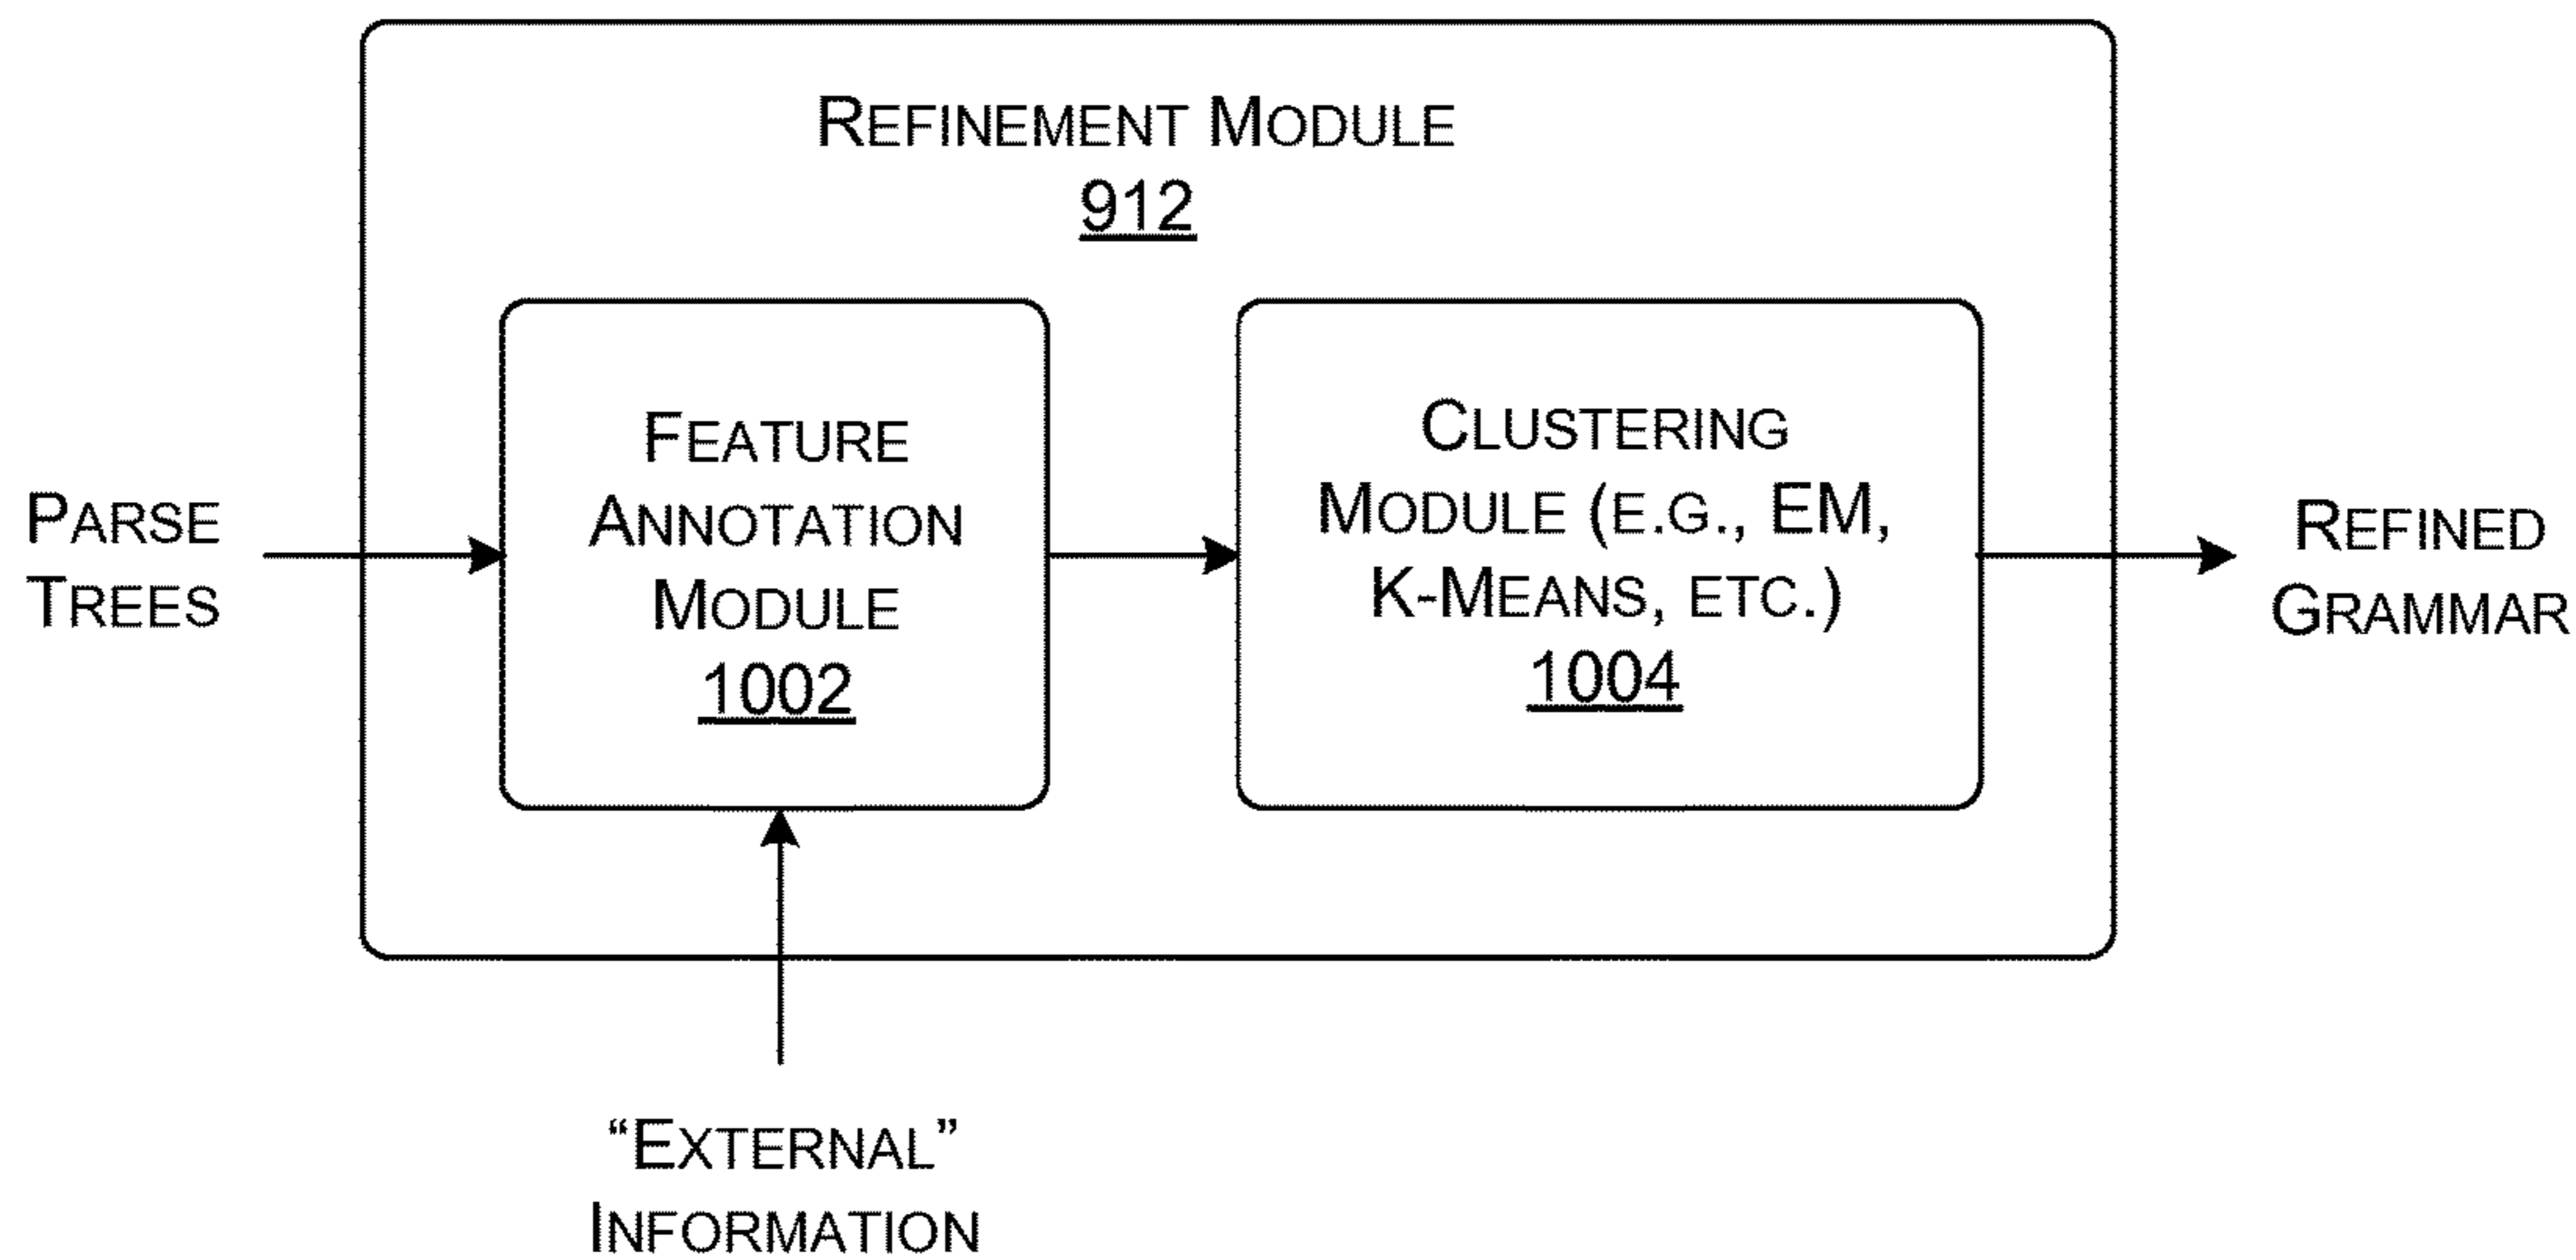 REFINEMENT MODULE
912
PARSE
TREES
FEATURE
ANNOTATION
MODULE
1002
CLUSTERING
MODULE (E.G., EM,
K-MEANS, ETC.)
1004
REFINED
GRAMMAR
“EXTERNAL”
INFORMATION